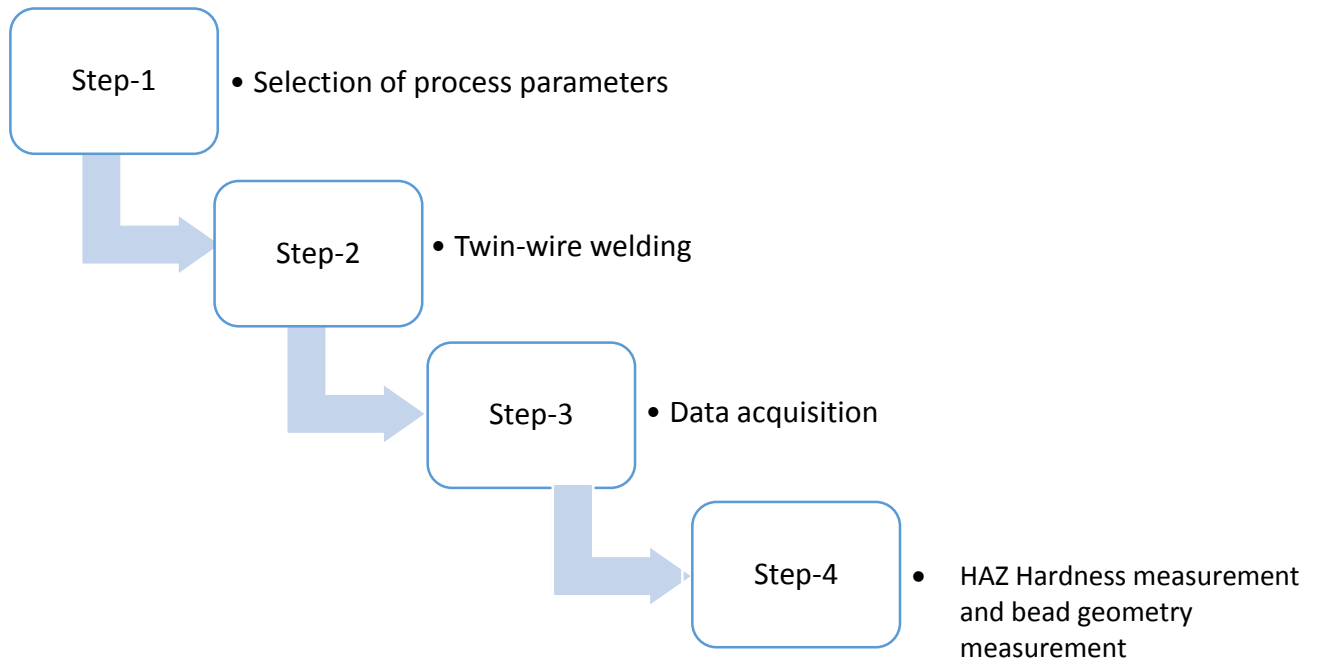 Step-1
• Selection of process parameters
Step-2
• Twin-wire welding
Step-3
• Data acquisition
Step-4
• HAZ Hardness measurement
and bead geometry
measurement